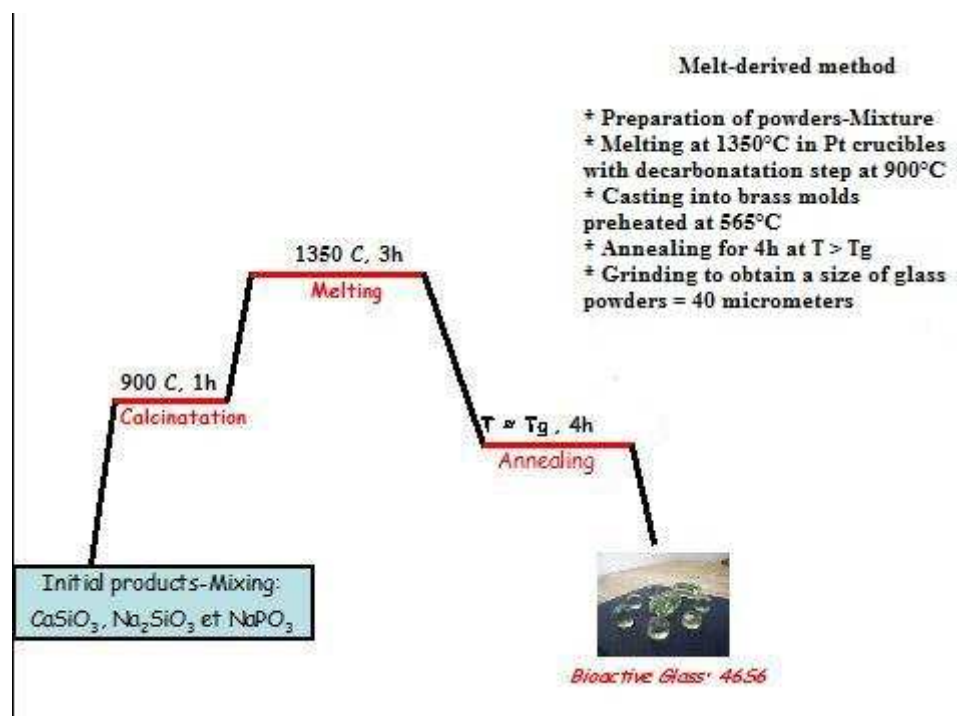 Melt-derived method
* Preparation of powders-Mixture
* Melting at 1350°C in Pt crucibles
with decarbonatation step at 900°C
* Casting into brass molds
preheated at 565°C
* Annealing for 4h at T > Tg
* Grinding to obtain a size of glass
powders = 40 micrometers
1350 C, 3h
Melting
900 C, 1h
Calcinatation
T ≈ Tg , 4h
Annealing
Initial products-Mixing:
CaSiO₃, Na₂SiO₃ et NaPO₃
Bioactive Glass: 46S6